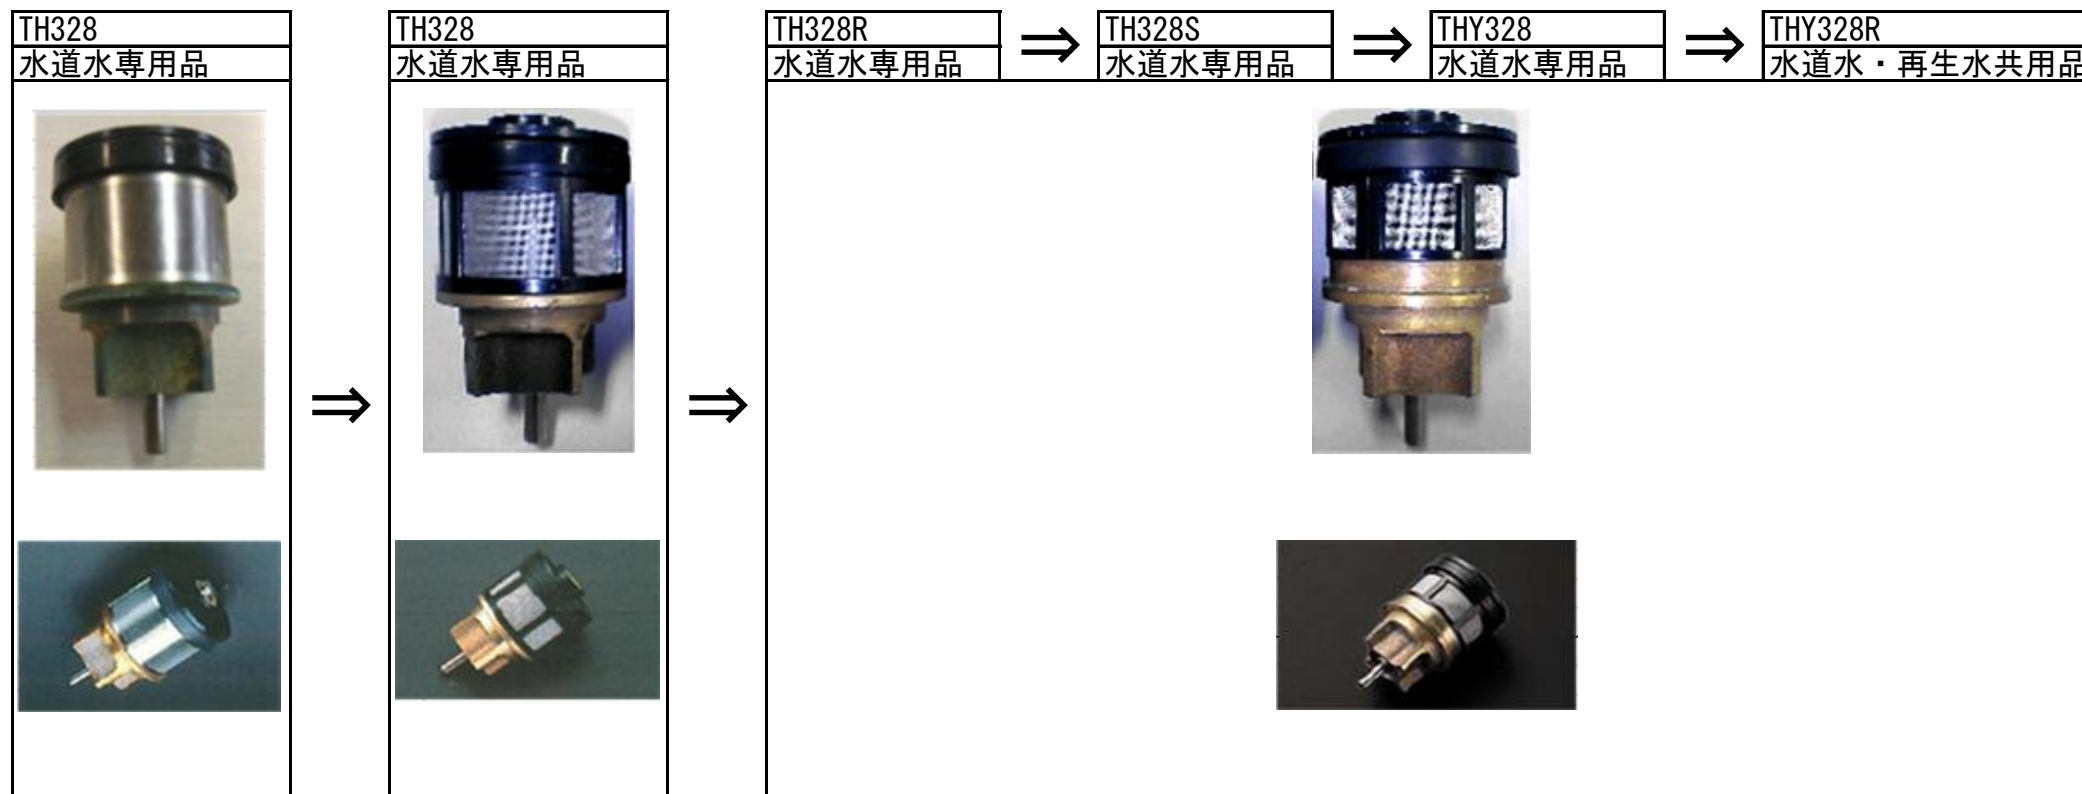 TH328
水道水専用品
TH328
水道水専用品
TH328R
水道水専用品
⇒
TH328S
水道水専用品
⇒
THY328
水道水専用品
⇒
THY328R
水道水・再生水共用品
⇒
⇒